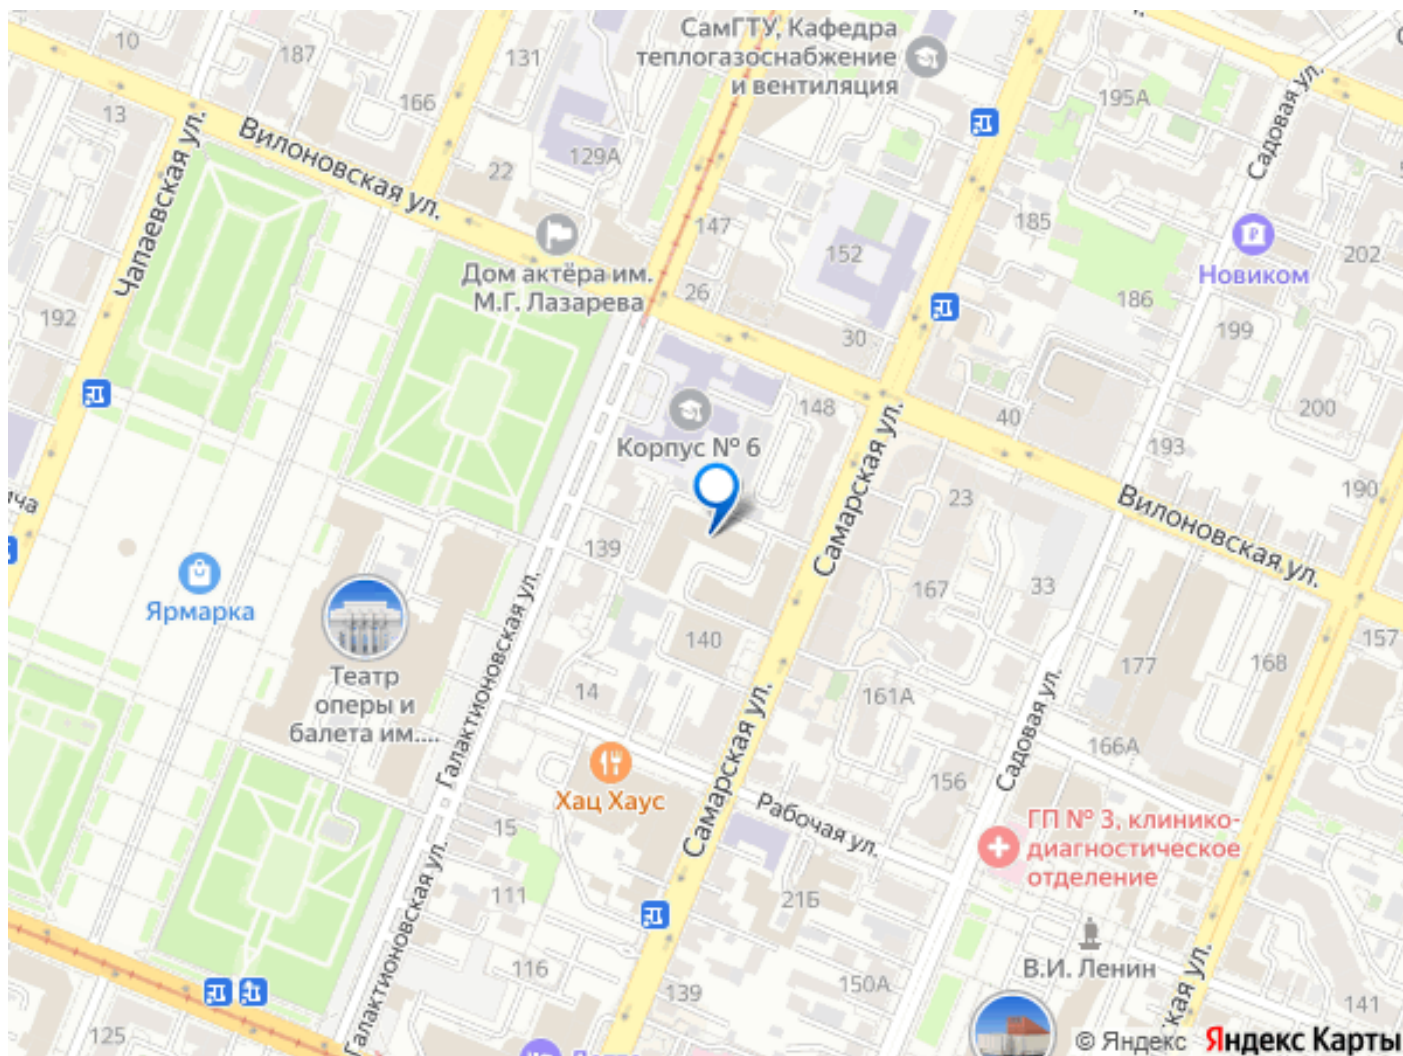 10
187
131
СамГТУ, Кафедра
теплогазоснабжение
и вентиляция
195А
Садовая ул.
13
166
Вилоновская ул.
22
129А
Чапаевская ул.
147
152
185
202
Дом актёра им.
М.Г. Лазарева
26
Новиком
186
192
30
199
148
40
200
Корпус № 6
193
190
Самарская ул.
23
Вилоновская ул.
ича
139
167
33
Ярмарка
Галактионовская ул.
140
157
177
168
Театр
оперы и
балета им....
14
161А
Садовая ул.
Самарская ул.
166А
156
Хац Хаус
Рабочая ул.
15
ГП № 3, клинико-
диагностическое
отделение
111
21Б
Галактионовская ул.
116
139
150А
В.И. Ленин
141
125
ская ул.
© Яндекс
Яндекс Карты